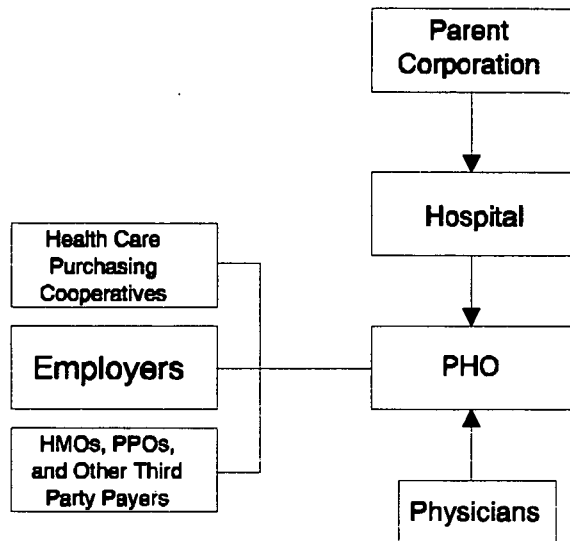 Parent
Corporation
Hospital
Health Care
Purchasing
Cooperatives
Employers
PHO
HMOs, PPOs,
and Other Third
Party Payers
Physicians